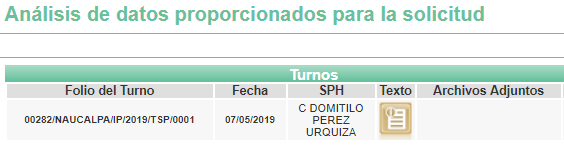 Análisis de datos proporcionados para la solicitud
Turnos
Folio del Turno Fecha SPH Texto Archivos Adjuntos
00282/NAUCALPA/IP/2019/TSP/0001 07/05/2019 C DOMITILO
PEREZ
URQUIZA